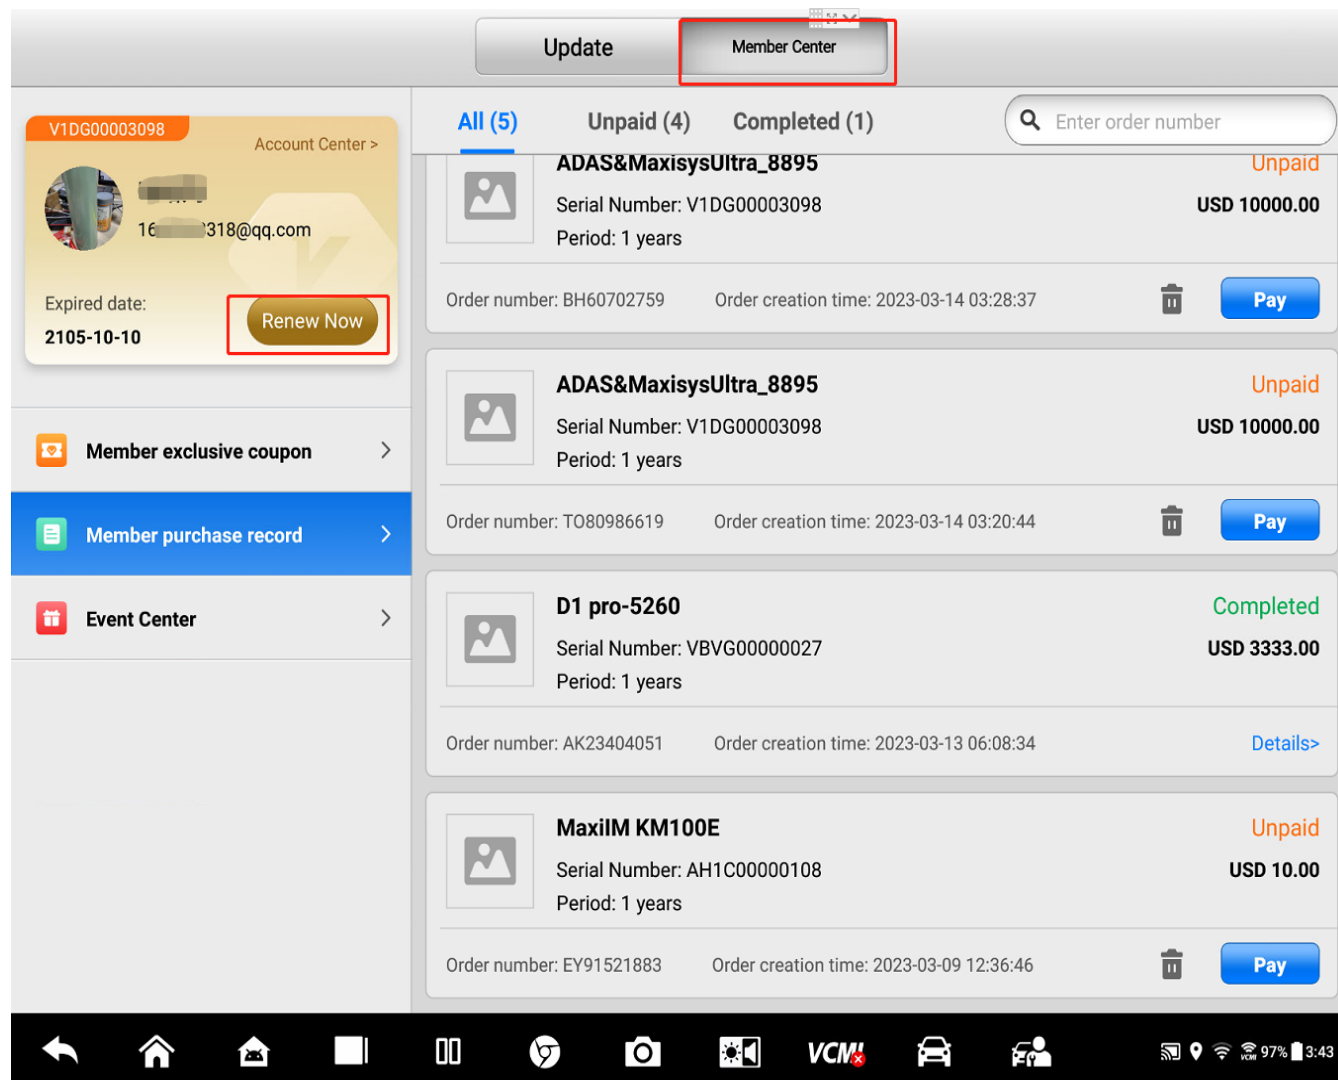 Update
Member Center
V1DG00003098
Account Center >
318@qq.com
Expired date:
2105-10-10
Renew Now
Member exclusive coupon
Member purchase record
Event Center
All (5)
Unpaid (4)
Completed (1)
Enter order number
ADAS&MaxisysUltra_8895
Unpaid
Serial Number: V1DG00003098
USD 10000.00
Period: 1 years
Order number: BH60702759
Order creation time: 2023-03-14 03:28:37
Pay
ADAS&MaxisysUltra_8895
Unpaid
Serial Number: V1DG00003098
USD 10000.00
Period: 1 years
Order number: TO80986619
Order creation time: 2023-03-14 03:20:44
Pay
D1 pro-5260
Completed
Serial Number: VBVG00000027
USD 3333.00
Period: 1 years
Order number: AK23404051
Order creation time: 2023-03-13 06:08:34
Details>
MaxiIM KM100E
Unpaid
Serial Number: AH1C00000108
USD 10.00
Period: 1 years
Order number: EY91521883
Order creation time: 2023-03-09 12:36:46
Pay
VCMI
VCMI
97%
3:43